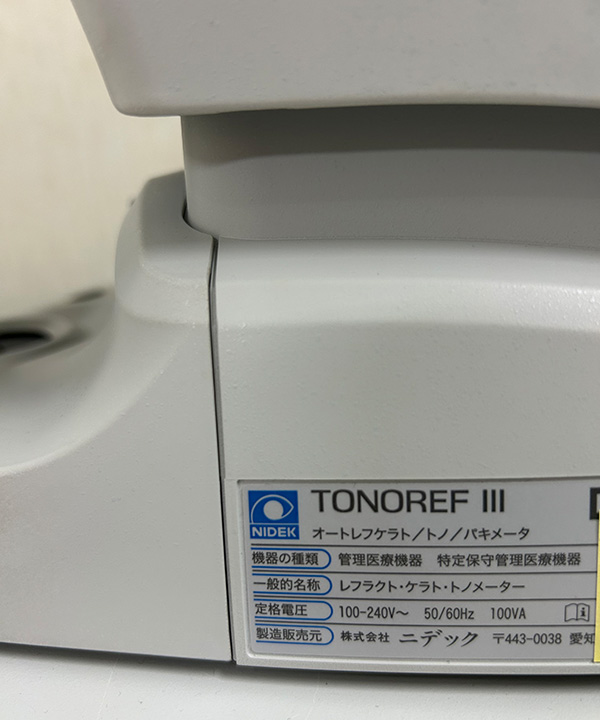 TONOREF III
NIDEK
オートレフケラト/トノ/パキメータ
機器の種類 管理医療機器 特定保守管理医療機器
一般的名称 レフラクト・ケラト・トノメーター
定格電圧 100-240V～ 50/60Hz 100VA
製造販売元 株式会社 ニデック 〒443-0038 愛知